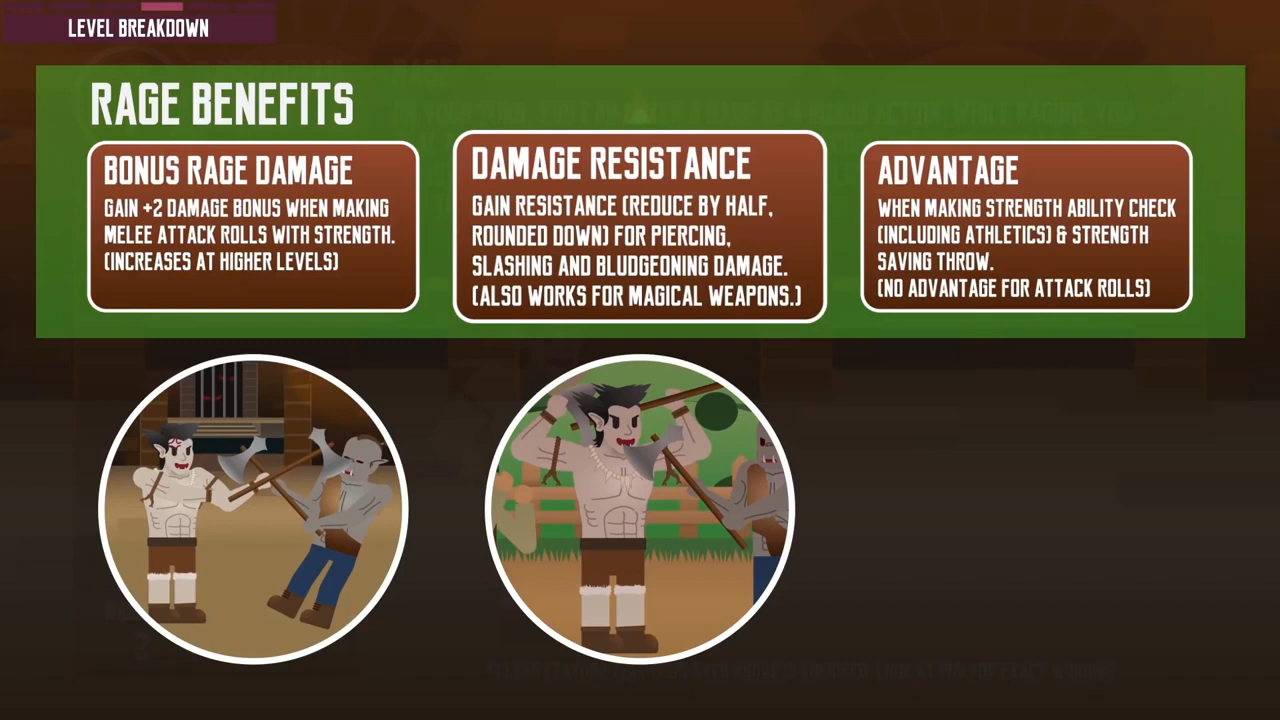 LEVEL BREAKDOWN
RAGE BENEFITS
BONUS RAGE DAMAGE
GAIN +2 DAMAGE BONUS WHEN MAKING
MELEE ATTACK ROLLS WITH STRENGTH.
(INCREASES AT HIGHER LEVELS)
DAMAGE RESISTANCE
GAIN RESISTANCE (REDUCE BY HALF,
ROUNDED DOWN) FOR PIERCING,
SLASHING AND BLUDGEONING DAMAGE.
(ALSO WORKS FOR MAGICAL WEAPONS.)
ADVANTAGE
WHEN MAKING STRENGTH ABILITY CHECK
(INCLUDING ATHLETICS) & STRENGTH
SAVING THROW.
(NO ADVANTAGE FOR ATTACK ROLLS)